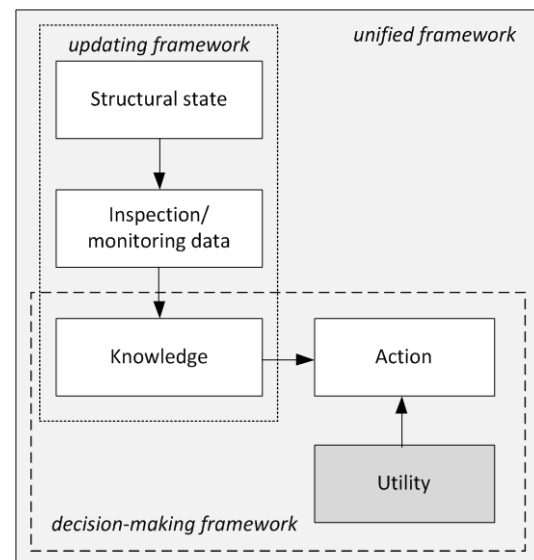 updating framework
unified framework
Structural state
Inspection/
monitoring data
Knowledge
Action
Utility
decision-making framework